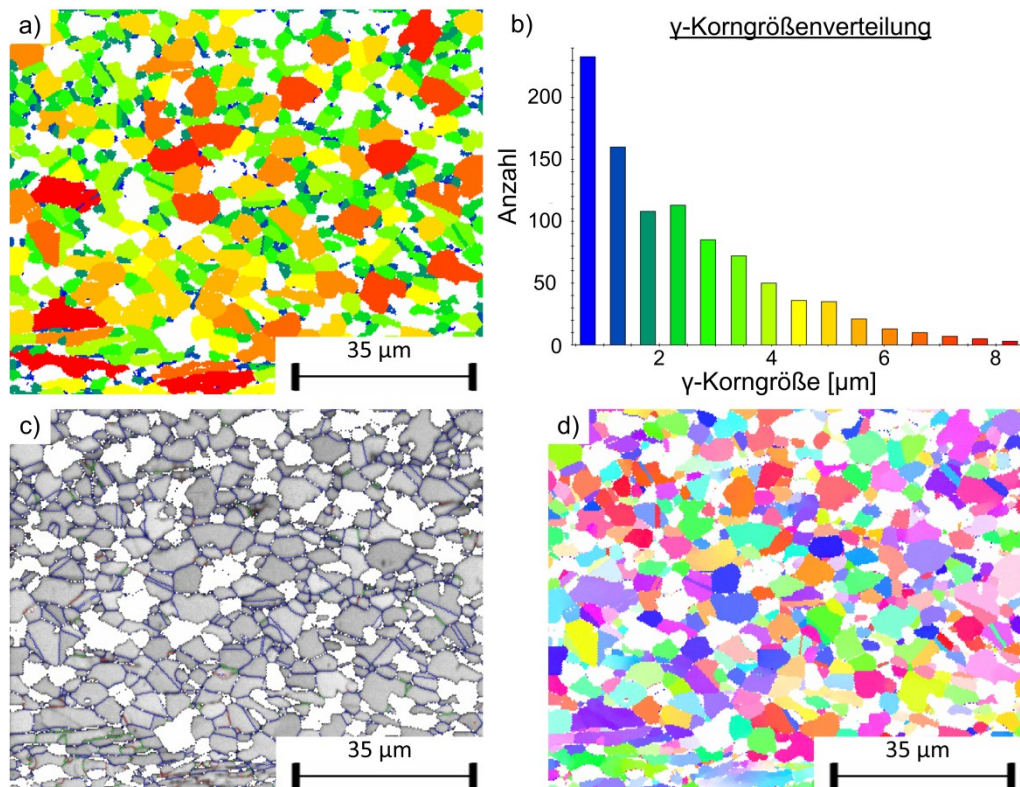 a)
35 µm
b)
γ-Korngrößenverteilung
Anzahl
200
150
100
50
0
2
4
6
8
γ-Korngröße [µm]
c)
35 µm
d)
35 µm